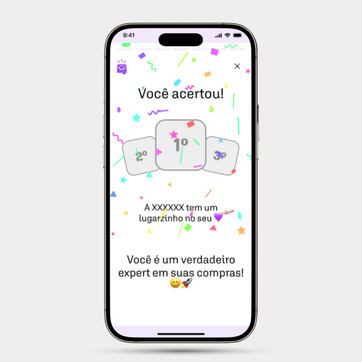 9:41
Você acertou!
2º
1º
3º
A XXXXXX tem um
lugarzinho no seu 💜
Você é um verdadeiro
expert em suas compras!
😀🚀